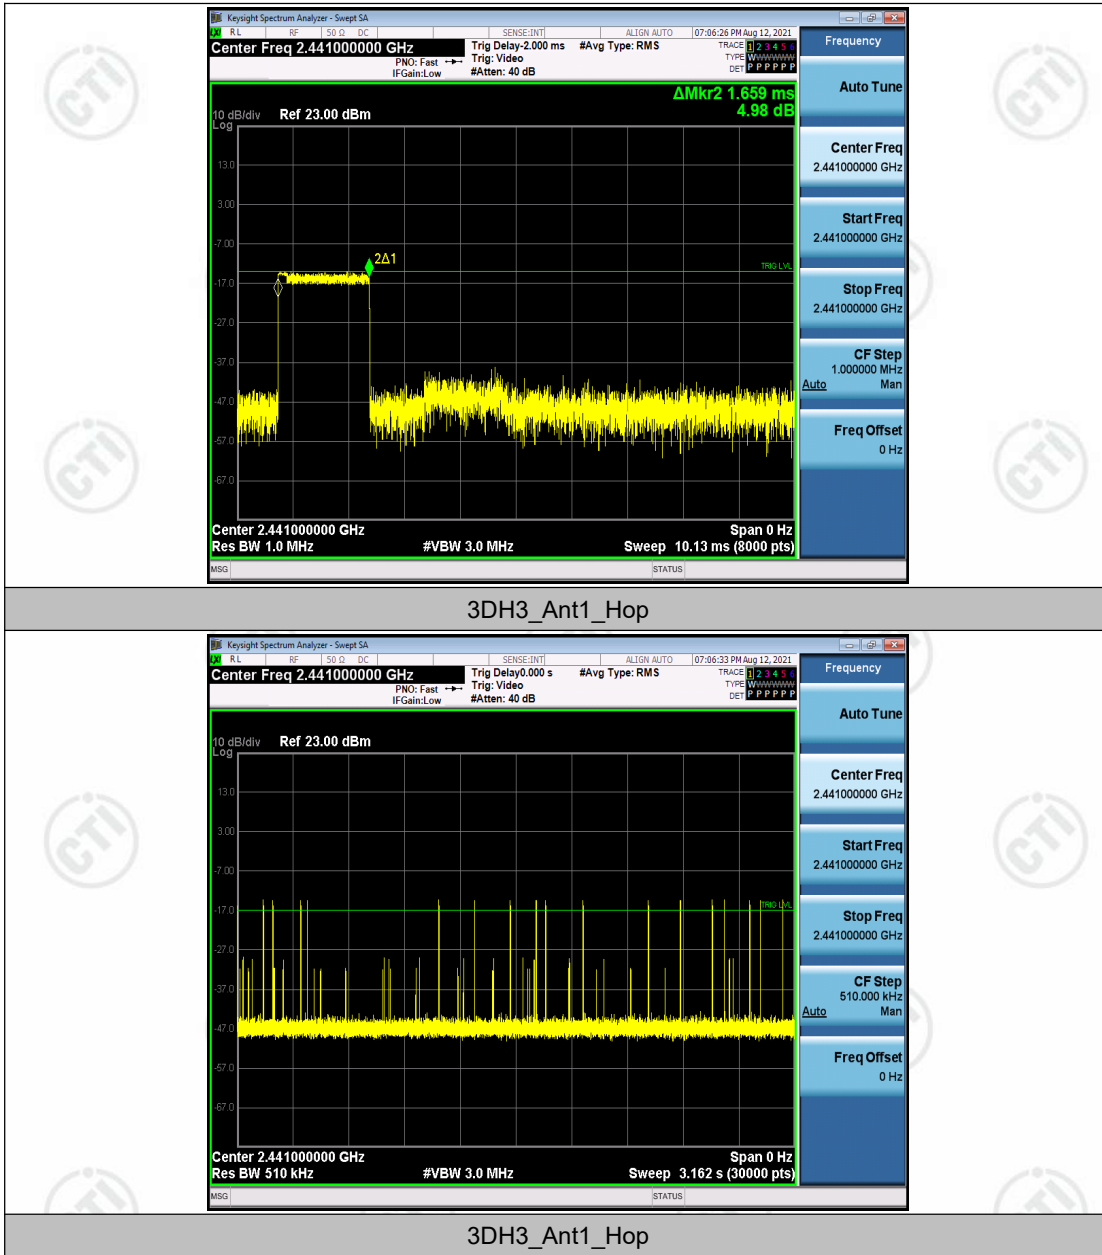 Keysight Spectrum Analyzer - Swept SA
LXI RL RF 50 Ω DC SENSE:INT ALIGN AUTO 07:06:26 PM Aug 12, 2021
Center Freq 2.441000000 GHz
PNO: Fast
IFGain:Low
Trig Delay-2.000 ms
Trig: Video
#Atten: 40 dB
#Avg Type: RMS
TRACE 1 2 3 4 5 6
TYPE WWWWWW
DET P P P P P P
ΔMkr2 1.659 ms
4.98 dB
10 dB/div
Log
Ref 23.00 dBm
13.0
3.00
-7.00
-17.0
-27.0
-37.0
-47.0
-57.0
-67.0
2Δ1
TRIG LVL
Center 2.441000000 GHz
Span 0 Hz
Res BW 1.0 MHz
#VBW 3.0 MHz
Sweep 10.13 ms (8000 pts)
MSG
STATUS
Frequency
Auto Tune
Center Freq
2.441000000 GHz
Start Freq
2.441000000 GHz
Stop Freq
2.441000000 GHz
CF Step
1.000000 MHz
Auto Man
Freq Offset
0 Hz
3DH3_Ant1_Hop
Keysight Spectrum Analyzer - Swept SA
LXI RL RF 50 Ω DC SENSE:INT ALIGN AUTO 07:06:33 PM Aug 12, 2021
Center Freq 2.441000000 GHz
PNO: Fast
IFGain:Low
Trig Delay0.000 s
Trig: Video
#Atten: 40 dB
#Avg Type: RMS
TRACE 1 2 3 4 5 6
TYPE WWWWWW
DET P P P P P P
10 dB/div
Log
Ref 23.00 dBm
13.0
3.00
-7.00
-17.0
-27.0
-37.0
-47.0
-57.0
-67.0
TRIG LVL
Center 2.441000000 GHz
Span 0 Hz
Res BW 510 kHz
#VBW 3.0 MHz
Sweep 3.162 s (30000 pts)
MSG
STATUS
Frequency
Auto Tune
Center Freq
2.441000000 GHz
Start Freq
2.441000000 GHz
Stop Freq
2.441000000 GHz
CF Step
510.000 kHz
Auto Man
Freq Offset
0 Hz
3DH3_Ant1_Hop
CTI
CTI
CTI
CTI
CTI
CTI